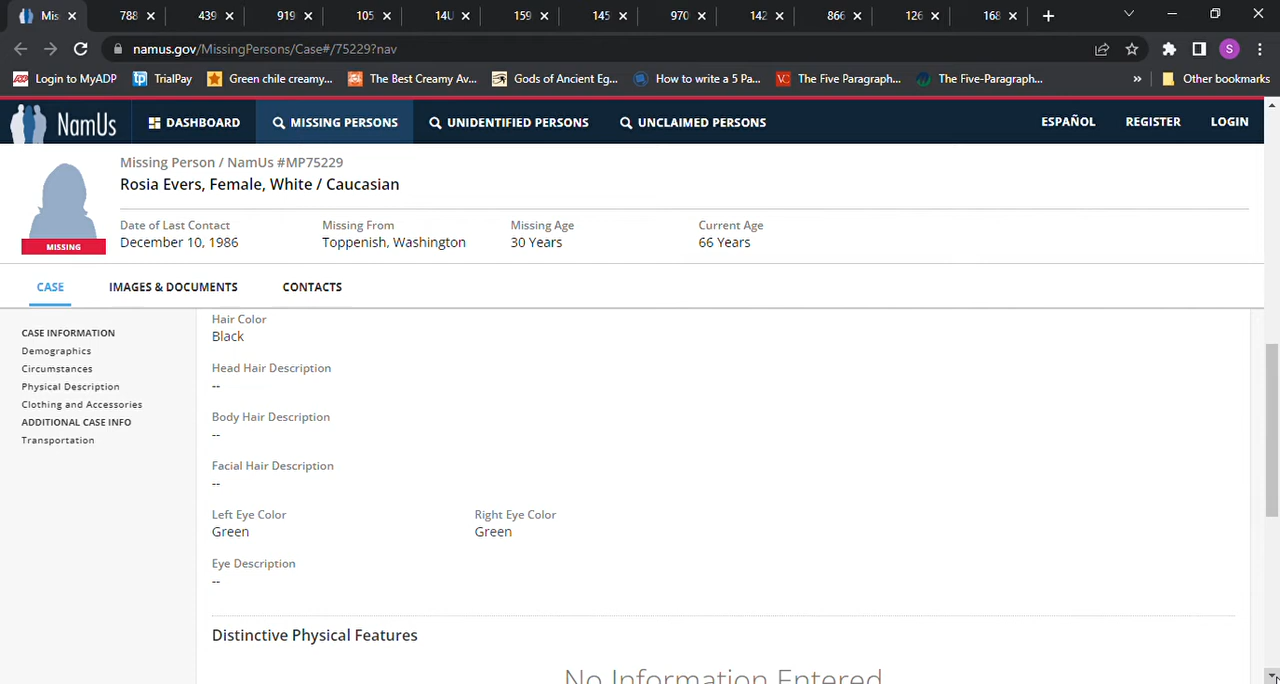 Mis 788 439 919 105 14U 159 145 970 142 866 126 168
namus.gov/MissingPersons/Case#/75229?nav S
Login to MyADP TrialPay Green chile creamy... The Best Creamy Av... Gods of Ancient Eg... How to write a 5 Pa... VC The Five Paragraph... The Five-Paragraph... » Other bookmarks
NamUs DASHBOARD MISSING PERSONS UNIDENTIFIED PERSONS UNCLAIMED PERSONS ESPAÑOL REGISTER LOGIN
Missing Person / NamUs #MP75229
Rosia Evers, Female, White / Caucasian
Date of Last Contact Missing From Missing Age Current Age
December 10, 1986 Toppenish, Washington 30 Years 66 Years
MISSING
CASE IMAGES & DOCUMENTS CONTACTS
CASE INFORMATION
Demographics
Circumstances
Physical Description
Clothing and Accessories
ADDITIONAL CASE INFO
Transportation
Hair Color
Black
Head Hair Description
--
Body Hair Description
--
Facial Hair Description
--
Left Eye Color Right Eye Color
Green Green
Eye Description
--
Distinctive Physical Features
No Information Entered